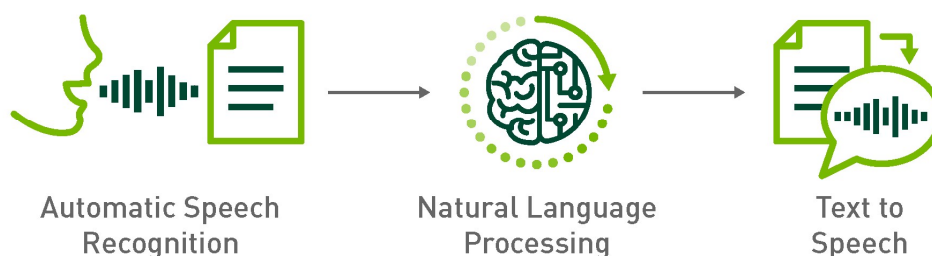 Automatic Speech
Recognition
Natural Language
Processing
Text to
Speech